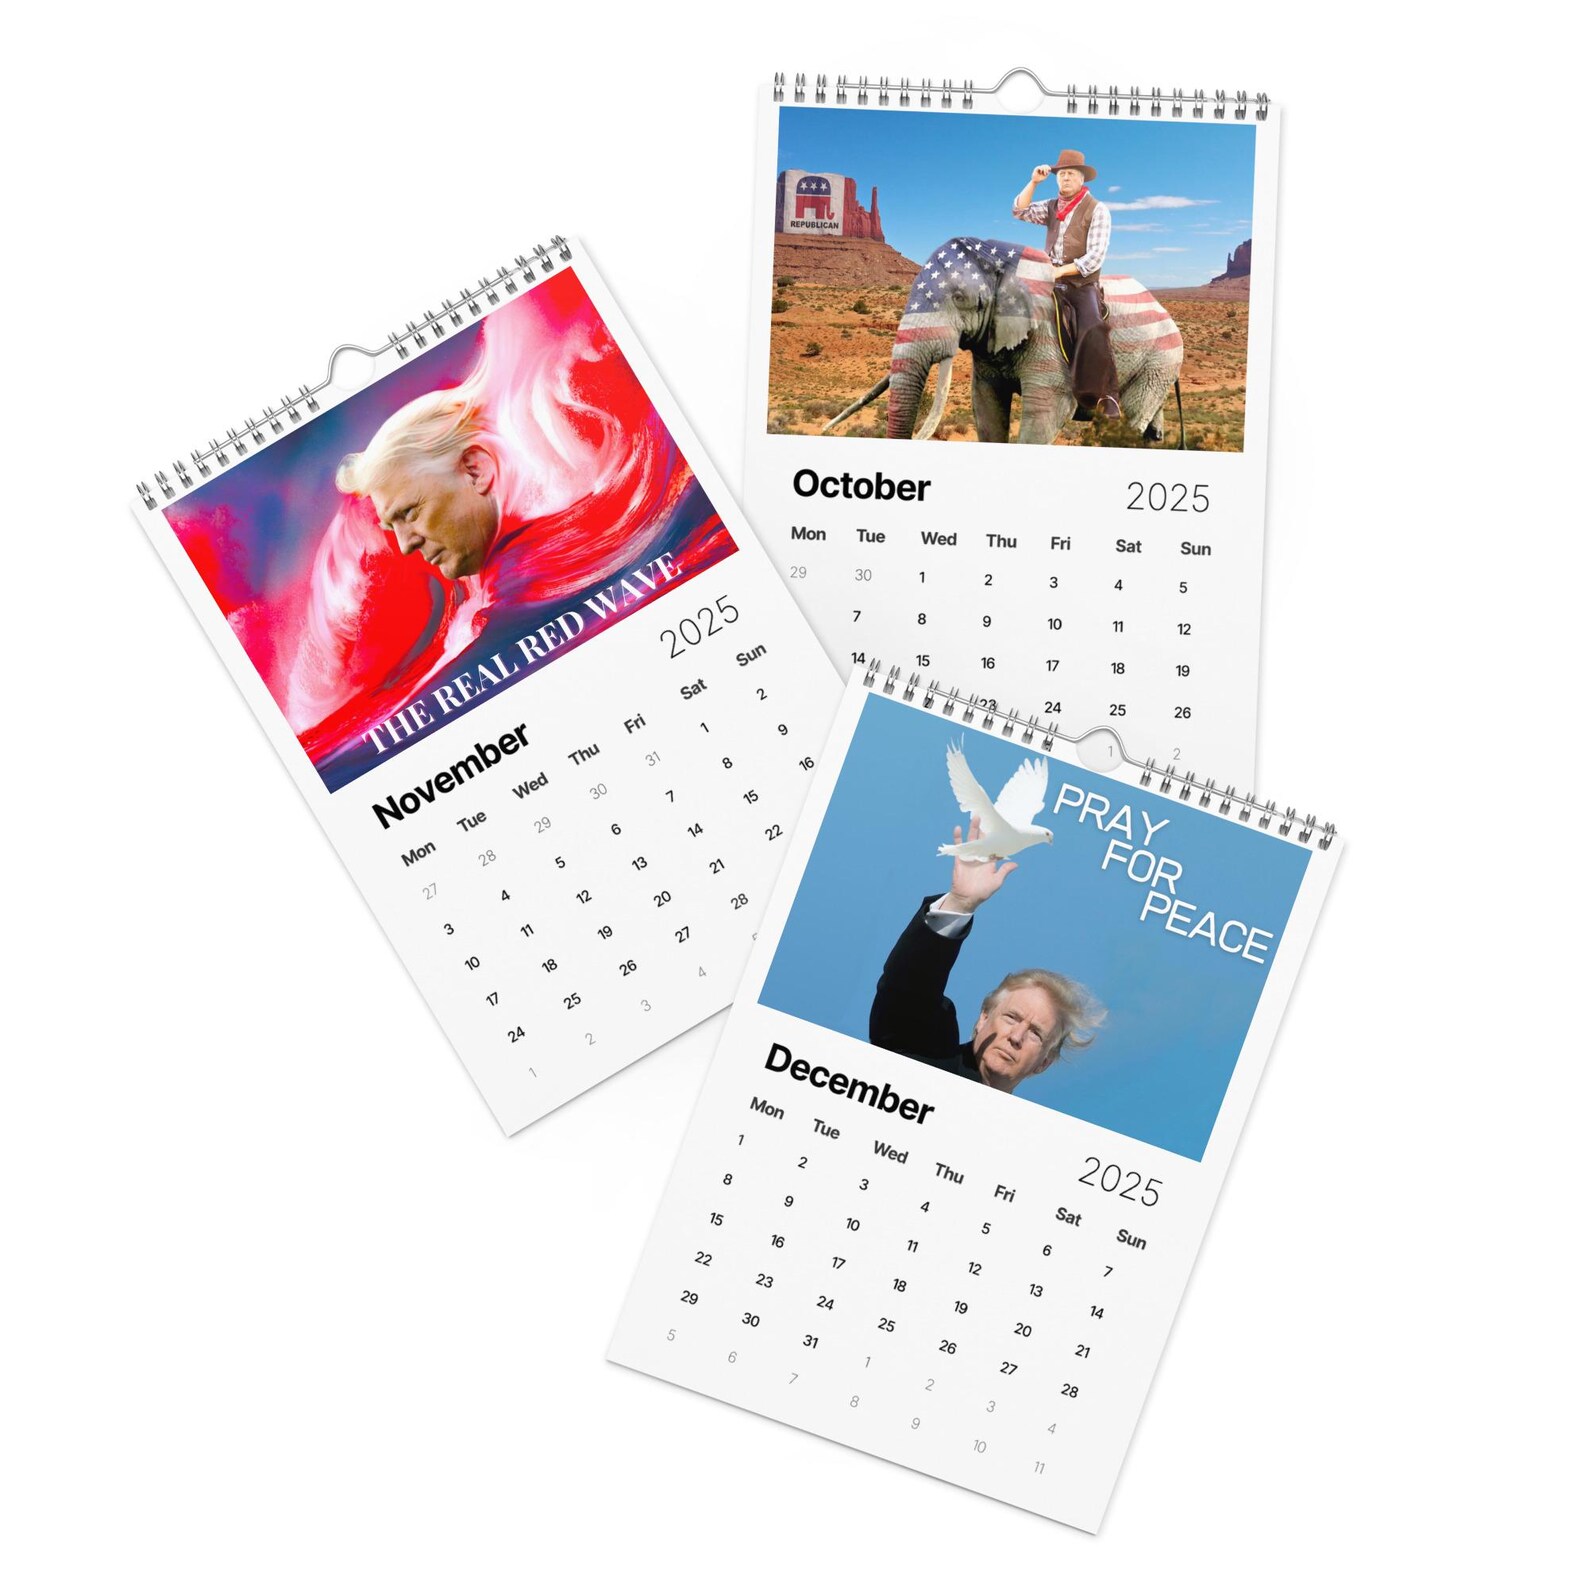 REPUBLICAN
October 2025
Mon Tue Wed Thu Fri Sat Sun
29 30 1 2 3 4 5
7 8 9 10 11 12
14 15 16 17 18 19
23 24 25 26
1 2
THE REAL RED WAVE
November 2025
Mon Tue Wed Thu Fri Sat Sun
27 28 29 30 31 1 2
3 4 5 6 7 8 9
10 11 12 13 14 15 16
17 18 19 20 21 22
24 25 26 27 28
1 2 3 4
PRAY
FOR
PEACE
December 2025
Mon Tue Wed Thu Fri Sat Sun
1 2 3 4 5 6 7
8 9 10 11 12 13 14
15 16 17 18 19 20 21
22 23 24 25 26 27 28
29 30 31 1 2 3 4
5 6 7 8 9 10 11